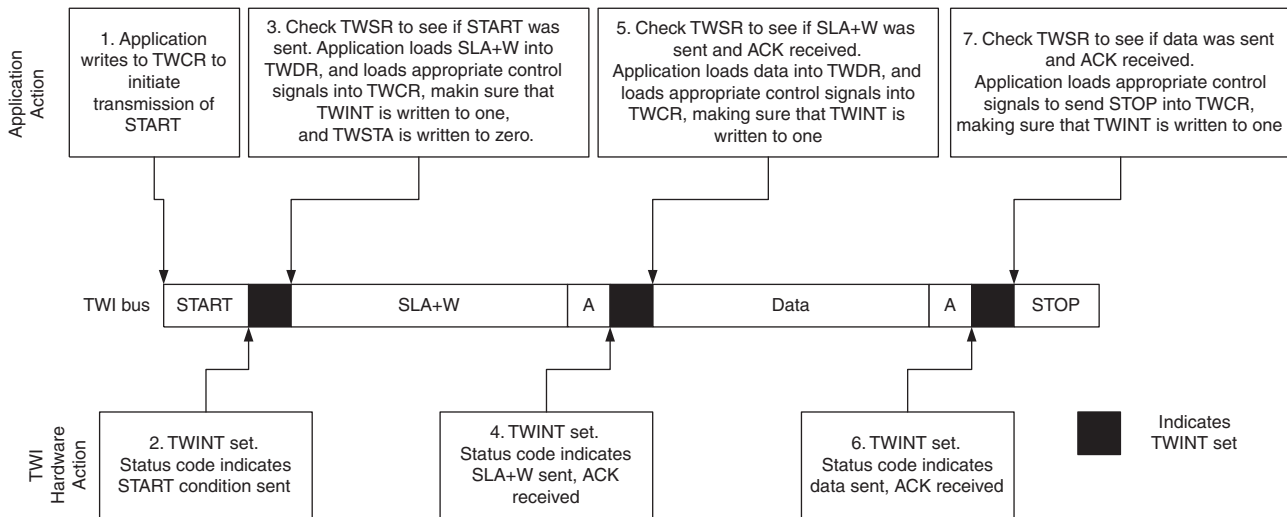 Application
Action
1. Application
writes to TWCR to
initiate
transmission of
START
3. Check TWSR to see if START was
sent. Application loads SLA+W into
TWDR, and loads appropriate control
signals into TWCR, makin sure that
TWINT is written to one,
and TWSTA is written to zero.
5. Check TWSR to see if SLA+W was
sent and ACK received.
Application loads data into TWDR, and
loads appropriate control signals into
TWCR, making sure that TWINT is
written to one
7. Check TWSR to see if data was sent
and ACK received.
Application loads appropriate control
signals to send STOP into TWCR,
making sure that TWINT is written to one
TWI bus
START
SLA+W
A
Data
A
STOP
TWI
Hardware
Action
2. TWINT set.
Status code indicates
START condition sent
4. TWINT set.
Status code indicates
SLA+W sent, ACK
received
6. TWINT set.
Status code indicates
data sent, ACK received
Indicates
TWINT set